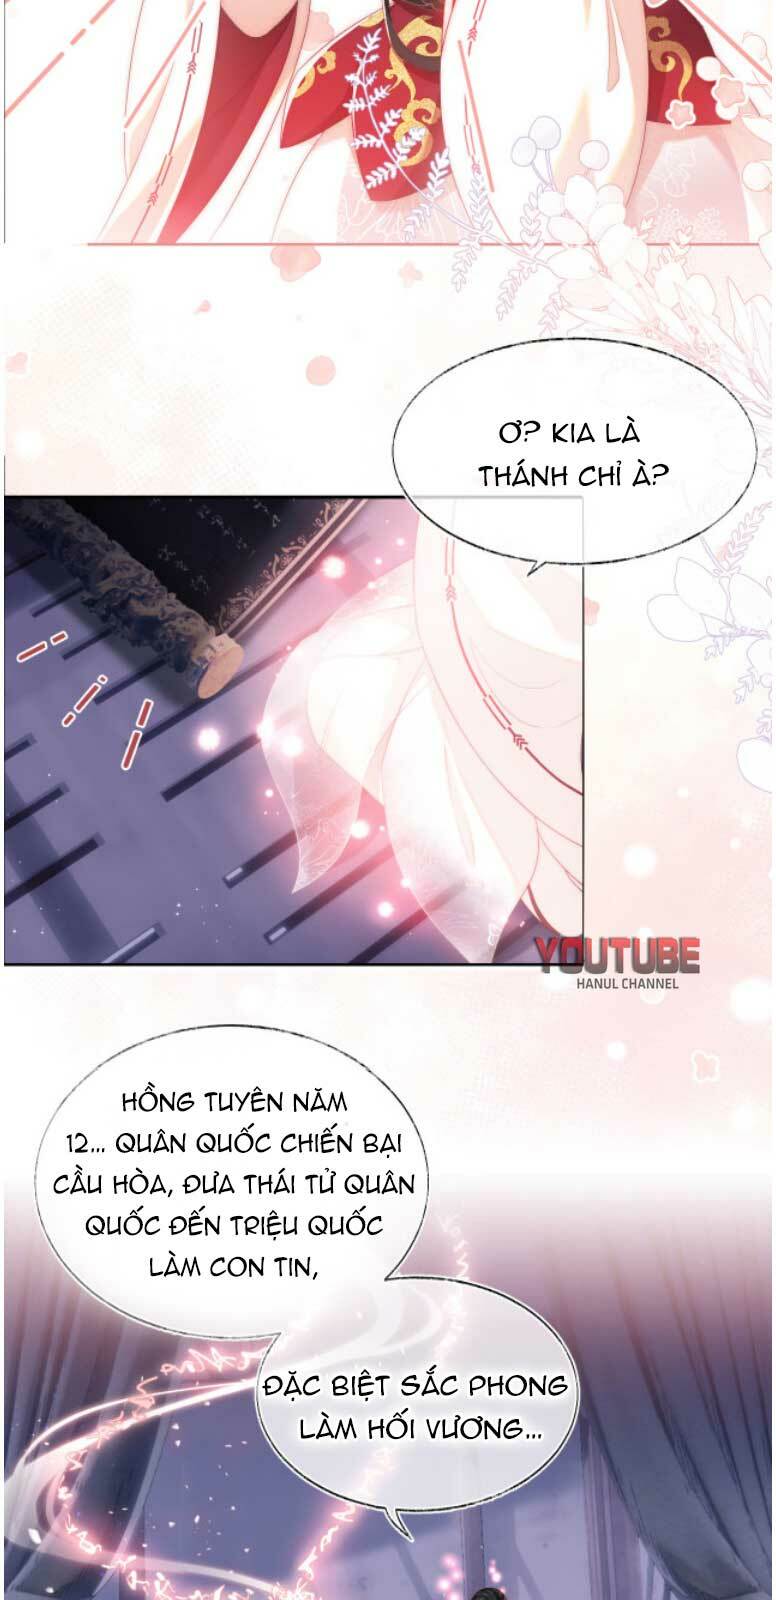 Ơ? KIA LÀ
THÁNH CHỈ À?
YOUTUBE
HANUL CHANNEL
HỒNG TUYÊN NĂM
12... QUÂN QUỐC CHIẾN BẠI
CẦU HÒA, ĐƯA THÁI TỬ QUÂN
QUỐC ĐẾN TRIỆU QUỐC
LÀM CON TIN,
ĐẶC BIỆT SẮC PHONG
LÀM HỐI VƯƠNG...